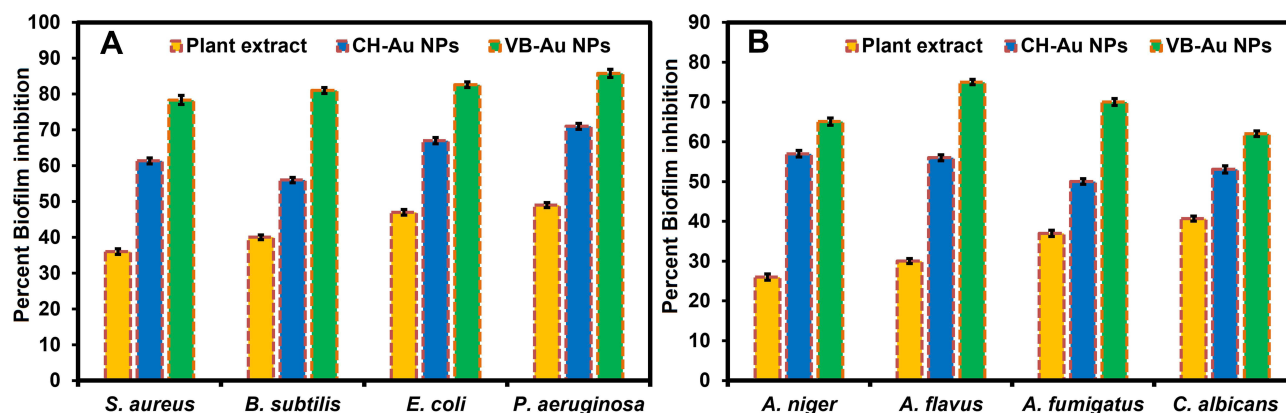 A
Plant extract CH-Au NPs VB-Au NPs
Percent Biofilm inhibition
100
90
80
70
60
50
40
30
20
10
0
S. aureus B. subtilis E. coli P. aeruginosa
B
Plant extract CH-Au NPs VB-Au NPs
Percent Biofilm inhibition
90
80
70
60
50
40
30
20
10
0
A. niger A. flavus A. fumigatus C. albicans